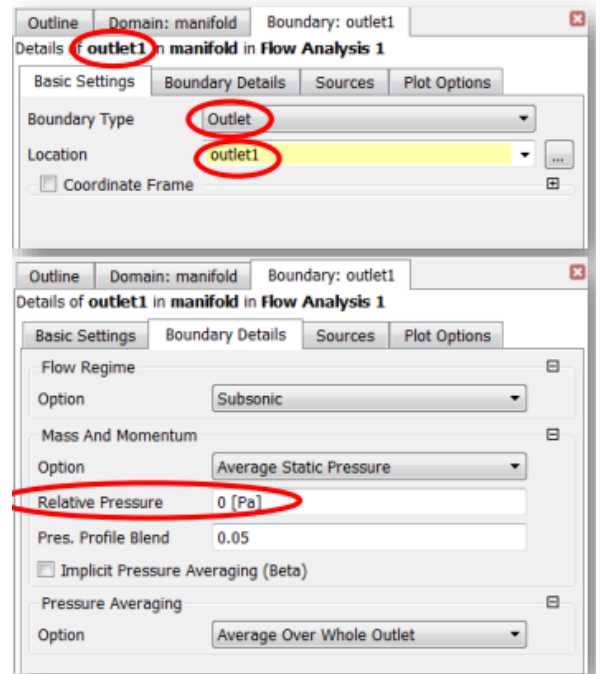 Outline Domain: manifold Boundary: outlet1
Details of outlet1 in manifold in Flow Analysis 1
Basic Settings Boundary Details Sources Plot Options
Boundary Type Outlet
Location outlet1 ...
Coordinate Frame
Outline Domain: manifold Boundary: outlet1
Details of outlet1 in manifold in Flow Analysis 1
Basic Settings Boundary Details Sources Plot Options
Flow Regime
Option Subsonic
Mass And Momentum
Option Average Static Pressure
Relative Pressure 0 [Pa]
Pres. Profile Blend 0.05
Implicit Pressure Averaging (Beta)
Pressure Averaging
Option Average Over Whole Outlet